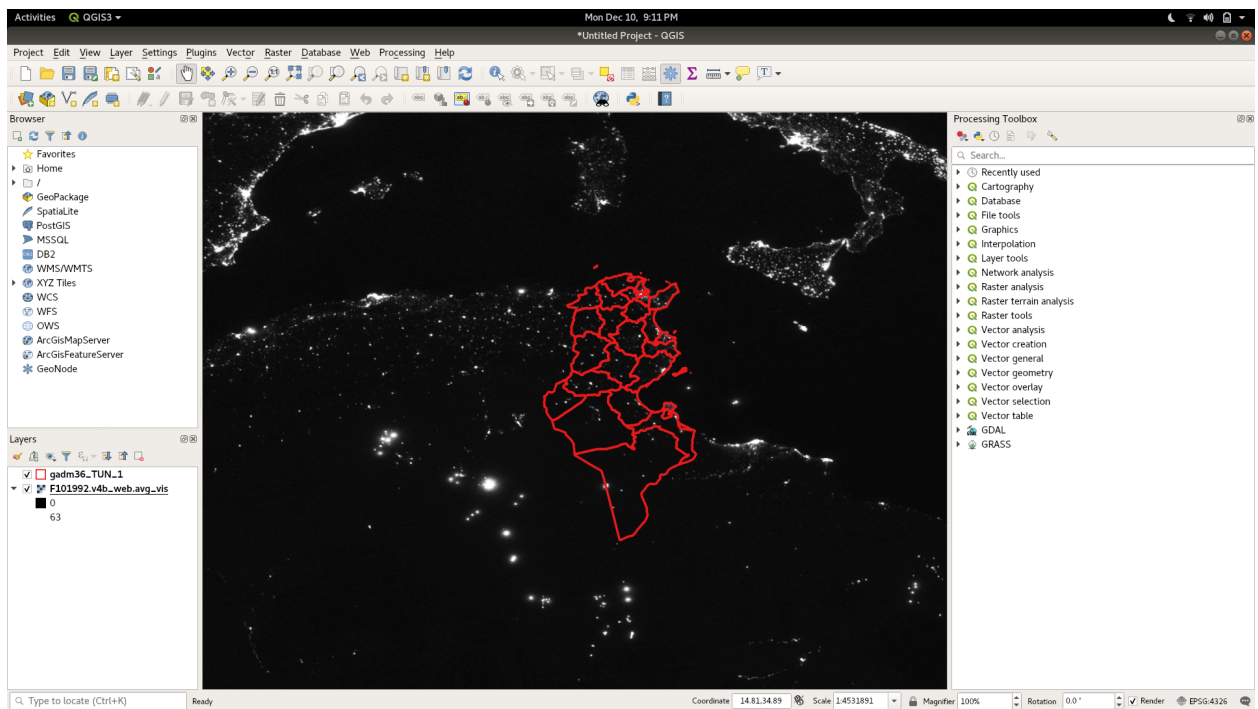 Activities QGIS3 Mon Dec 10, 9:11 PM
*Untitled Project - QGIS
Project Edit View Layer Settings Plugins Vector Raster Database Web Processing Help
Browser
Favorites
Home
/
GeoPackage
SpatiaLite
PostGIS
MSSQL
DB2
WMS/WMTS
XYZ Tiles
WCS
WFS
OWS
ArcGisMapServer
ArcGisFeatureServer
GeoNode
Layers
gadm36_TUN_1
F101992.v4b_web.avg_vis
0
63
Processing Toolbox
Search...
Recently used
Cartography
Database
File tools
Graphics
Interpolation
Layer tools
Network analysis
Raster analysis
Raster terrain analysis
Raster tools
Vector analysis
Vector creation
Vector general
Vector geometry
Vector overlay
Vector selection
Vector table
GDAL
GRASS
Type to locate (Ctrl+K) Ready Coordinate 14.81,34.89 Scale 1:4531891 Magnifier 100% Rotation 0.0 ° Render EPSG:4326